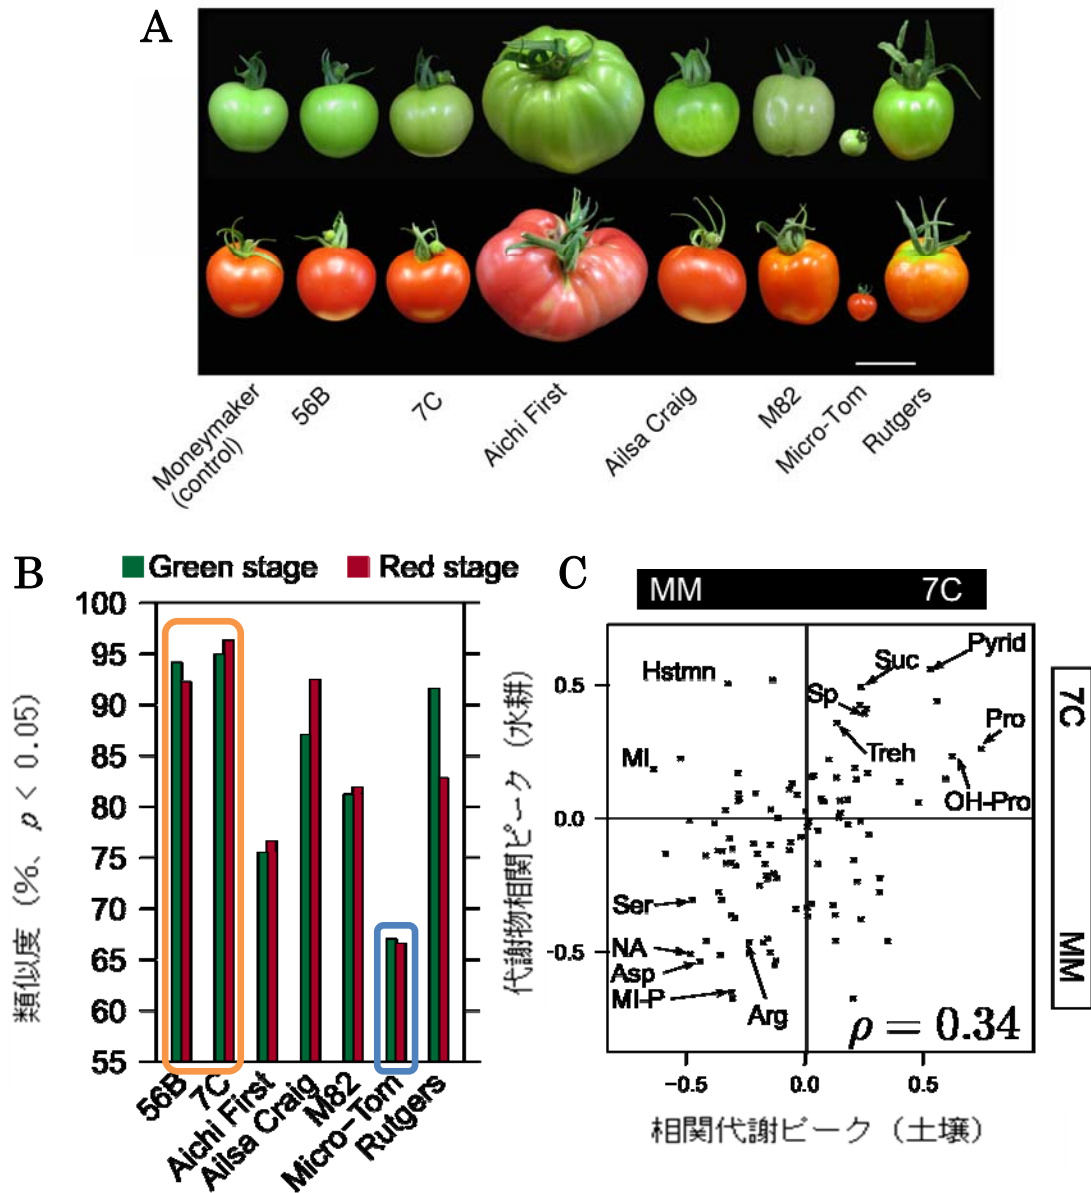 A
Moneymaker
(control)
56B
7C
Aichi First
Ailsa Craig
M82
Micro-Tom
Rutgers
B
Green stage
Red stage
100
95
90
85
80
75
70
65
60
55
類似度 (%、 p < 0.05)
56B
7C
Aichi First
Ailsa Craig
M82
Micro-Tom
Rutgers
C
MM
7C
代謝物相関ピーク (水耕)
0.5
0.0
-0.5
Hstmn
Suc
Pyrid
Sp
Pro
Treh
MI
OH-Pro
Ser
NA
Asp
MI-P
Arg
ρ = 0.34
7C
MM
-0.5
0.0
0.5
相関代謝ピーク (土壌)